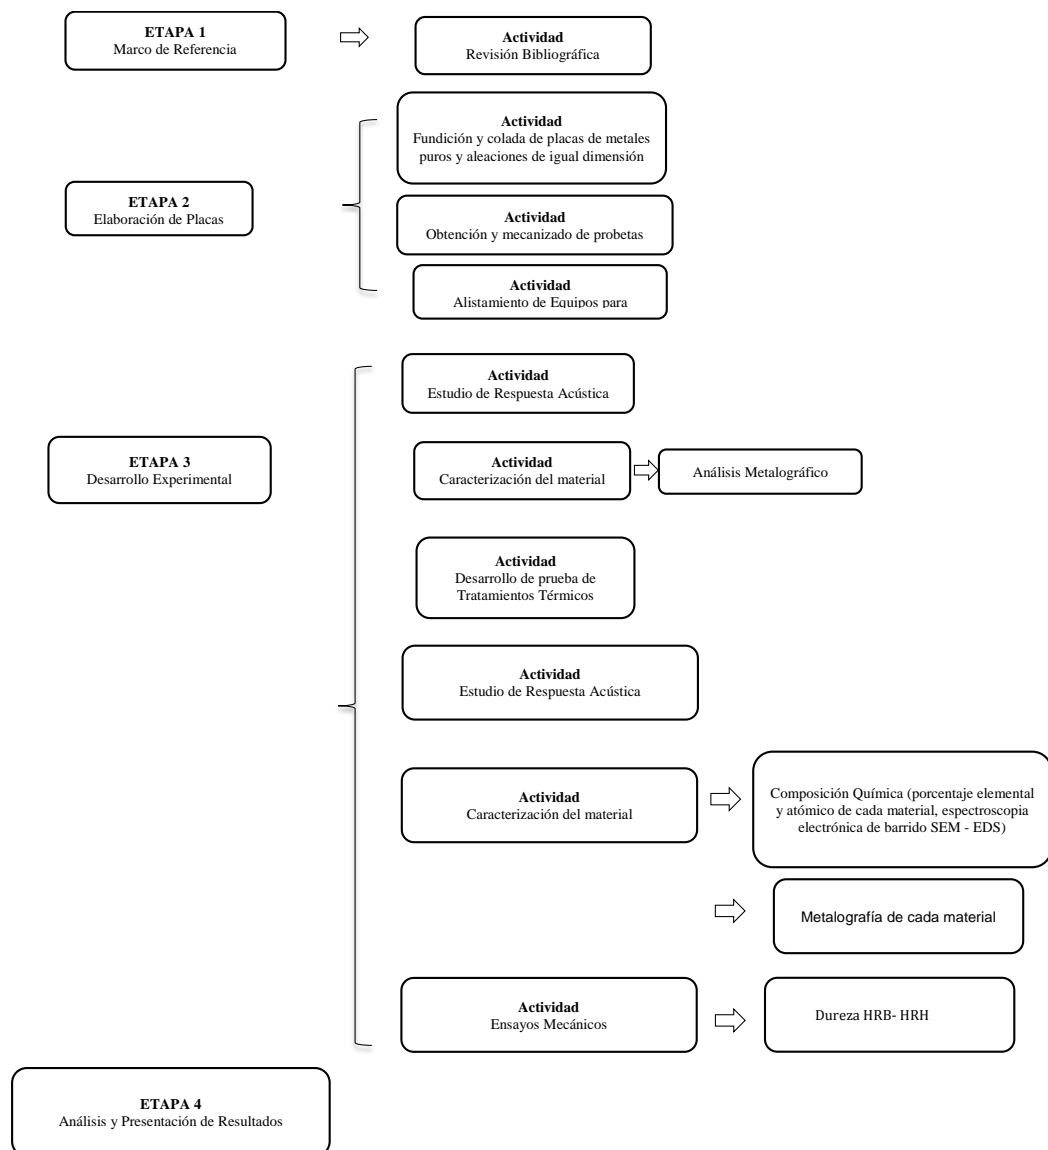 ETAPA 1
Marco de Referencia
Actividad
Revisión Bibliográfica
Actividad
Fundición y colada de placas de metales
puros y aleaciones de igual dimensión
ETAPA 2
Elaboración de Placas
Actividad
Obtención y mecanizado de probetas
Actividad
Alistamiento de Equipos para
Actividad
Estudio de Respuesta Acústica
ETAPA 3
Desarrollo Experimental
Actividad
Caracterización del material
Análisis Metalográfico
Actividad
Desarrollo de prueba de
Tratamientos Térmicos
Actividad
Estudio de Respuesta Acústica
Actividad
Caracterización del material
Composición Química (porcentaje elemental
y atómico de cada material, espectroscopia
electrónica de barrido SEM - EDS)
Metalografía de cada material
Actividad
Ensayos Mecánicos
Dureza HRB- HRH
ETAPA 4
Análisis y Presentación de Resultados